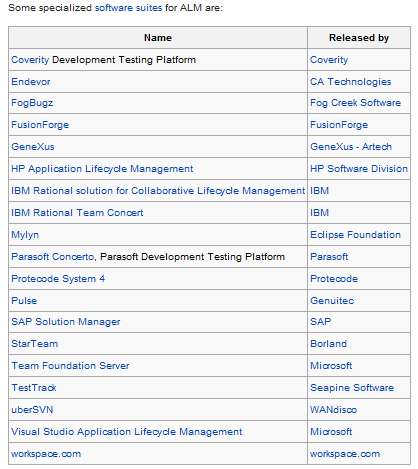 Some specialized software suites for ALM are:
Name Released by
Coverity Development Testing Platform Coverity
Endevor CA Technologies
FogBugz Fog Creek Software
FusionForge FusionForge
GeneXus GeneXus - Artech
HP Application Lifecycle Management HP Software Division
IBM Rational solution for Collaborative Lifecycle Management IBM
IBM Rational Team Concert IBM
Mylyn Eclipse Foundation
Parasoft Concerto, Parasoft Development Testing Platform Parasoft
Protecode System 4 Protecode
Pulse Genuitec
SAP Solution Manager SAP
StarTeam Borland
Team Foundation Server Microsoft
TestTrack Seapine Software
uberSVN WANdisco
Visual Studio Application Lifecycle Management Microsoft
workspace.com workspace.com